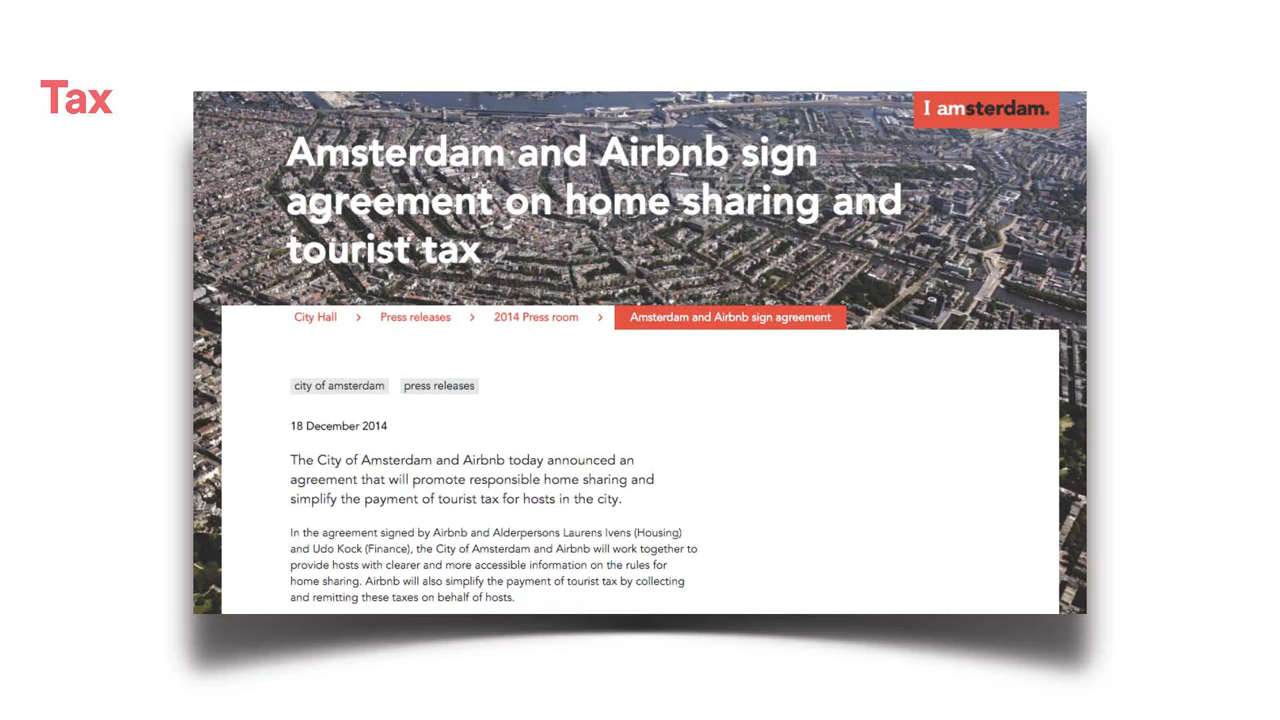 Tax
I amsterdam.
Amsterdam and Airbnb sign
agreement on home sharing and
tourist tax
City Hall > Press releases > 2014 Press room > Amsterdam and Airbnb sign agreement
city of amsterdam press releases
18 December 2014
The City of Amsterdam and Airbnb today announced an
agreement that will promote responsible home sharing and
simplify the payment of tourist tax for hosts in the city.
In the agreement signed by Airbnb and Alderpersons Laurens Ivens (Housing)
and Udo Kock (Finance), the City of Amsterdam and Airbnb will work together to
provide hosts with clearer and more accessible information on the rules for
home sharing. Airbnb will also simplify the payment of tourist tax by collecting
and remitting these taxes on behalf of hosts.